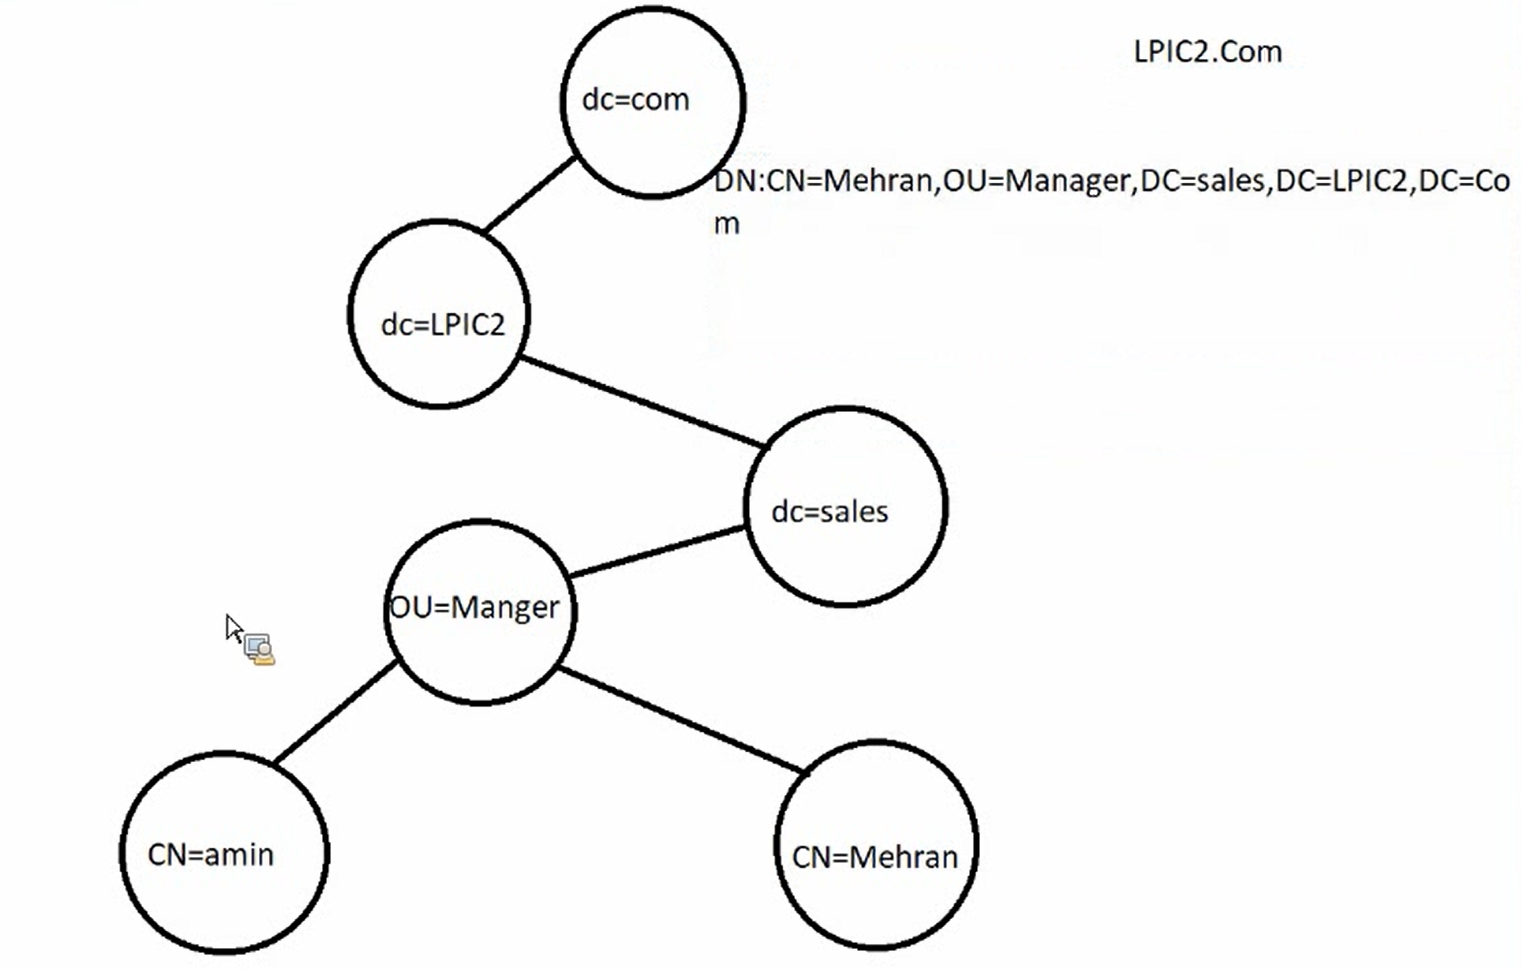 LPIC2.Com
dc=com
DN:CN=Mehran,OU=Manager,DC=sales,DC=LPIC2,DC=Co
m
dc=LPIC2
dc=sales
OU=Manger
CN=amin
CN=Mehran